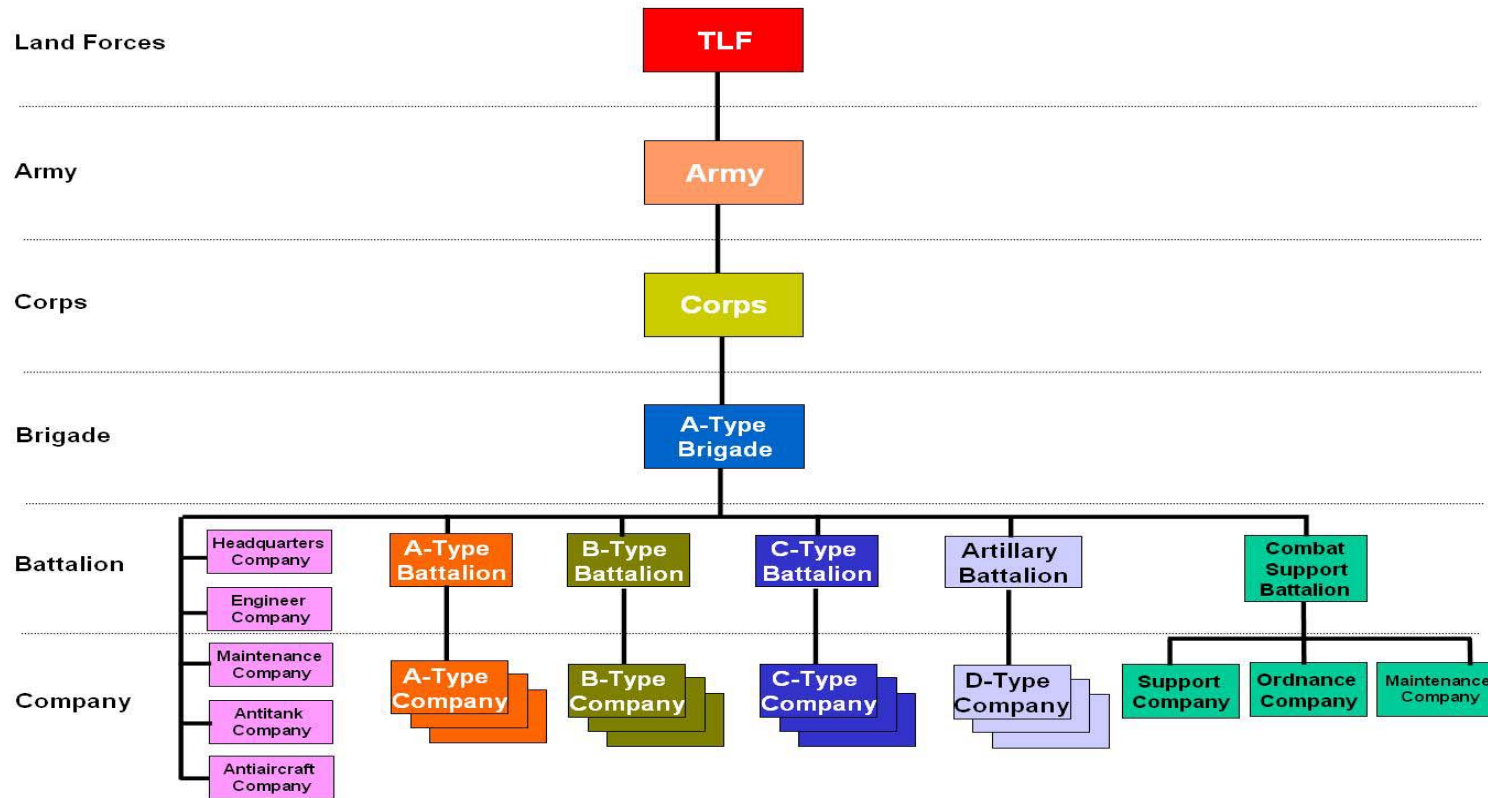 Land Forces
TLF
Army
Army
Corps
Corps
Brigade
A-Type
Brigade
Battalion
Headquarters
Company
Engineer
Company
A-Type
Battalion
B-Type
Battalion
C-Type
Battalion
Artillary
Battalion
Combat
Support
Battalion
Company
Maintenance
Company
Antitank
Company
Antiaircraft
Company
A-Type
Company
B-Type
Company
C-Type
Company
D-Type
Company
Support
Company
Ordnance
Company
Maintenance
Company